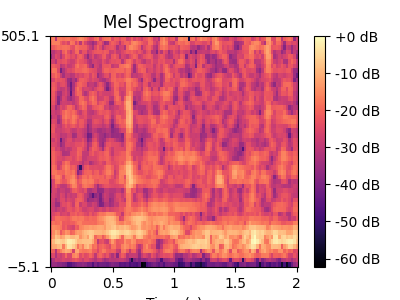 Mel Spectrogram
505.1
−5.1
0
0.5
1
1.5
2
+0 dB
-10 dB
-20 dB
-30 dB
-40 dB
-50 dB
-60 dB